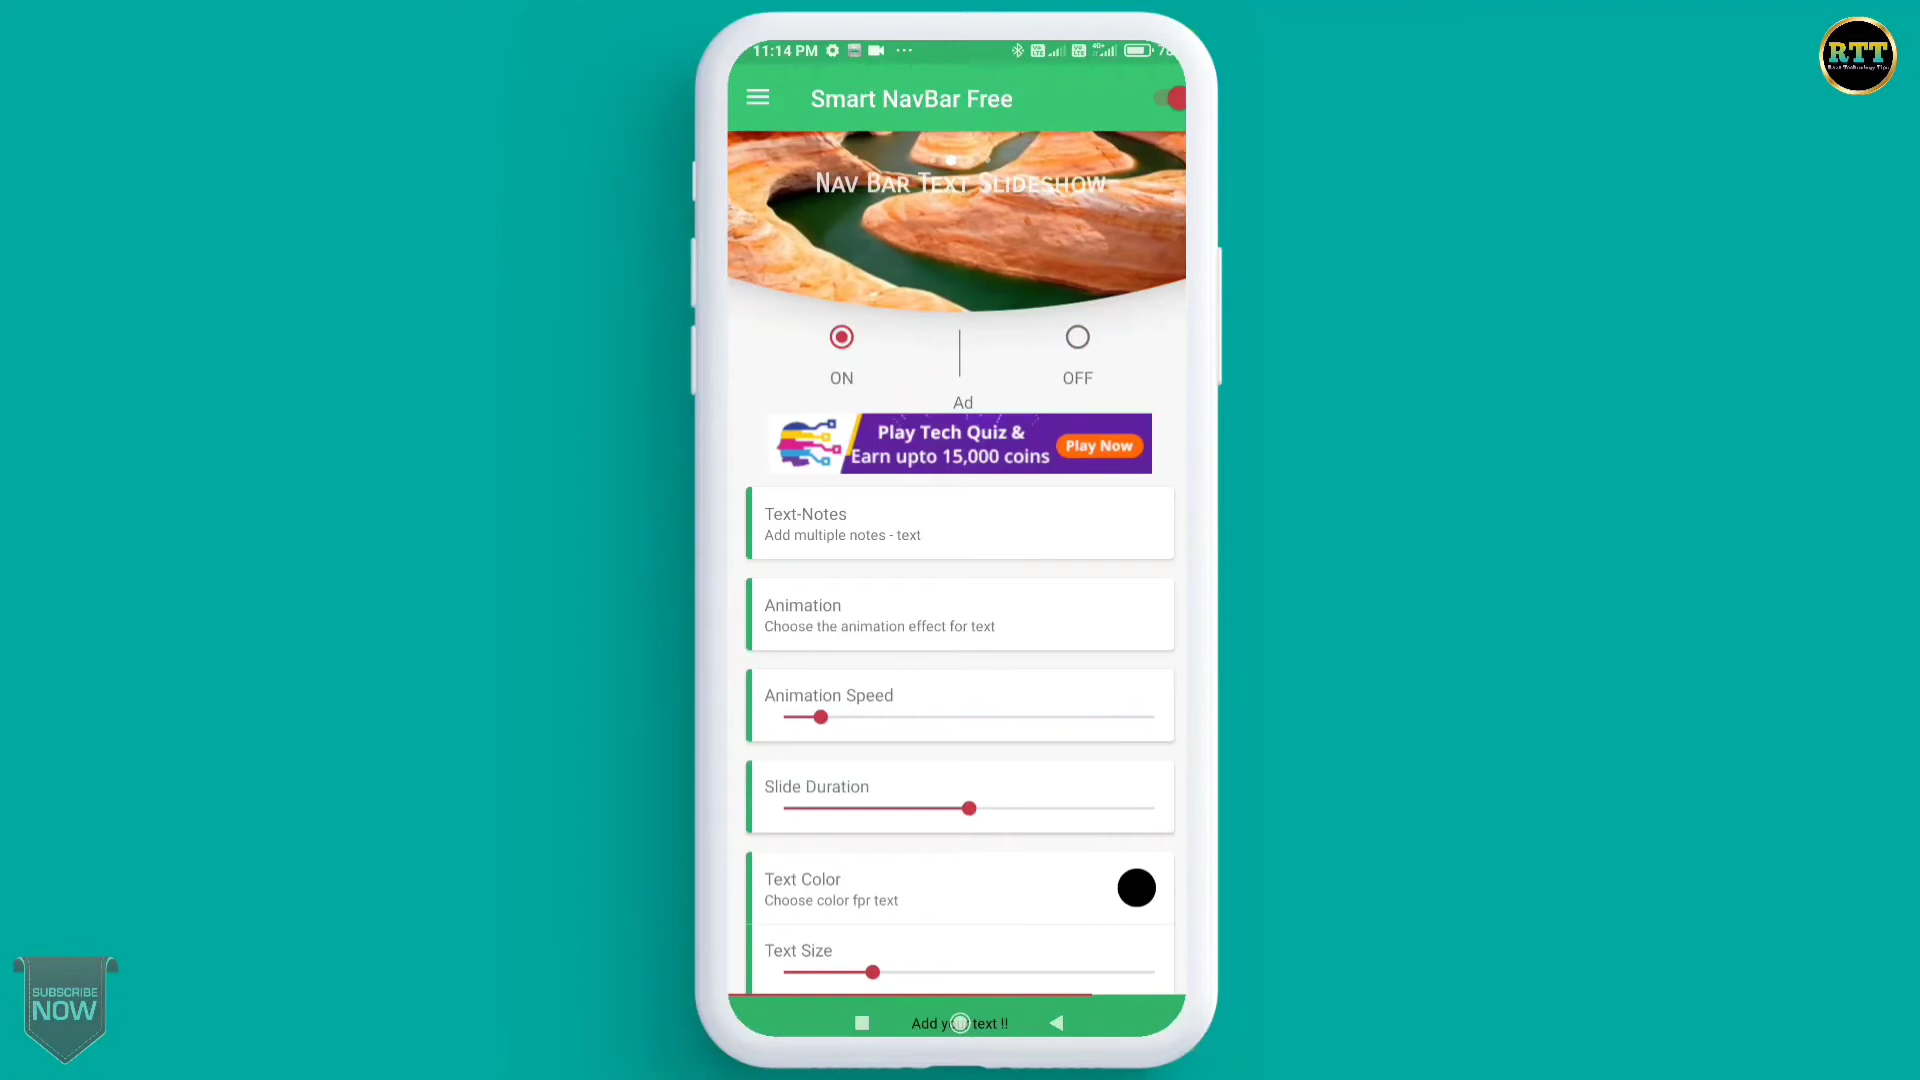 11:14 PM
RTT
Smart NavBar Free
Nav Bar Text Slideshow
ON
OFF
Ad
Play Tech Quiz &
Earn upto 15,000 coins
Play Now
Text-Notes
Add multiple notes - text
Animation
Choose the animation effect for text
Animation Speed
Slide Duration
Text Color
Choose color fpr text
Text Size
SUBSCRIBE
NOW
Add your text !!